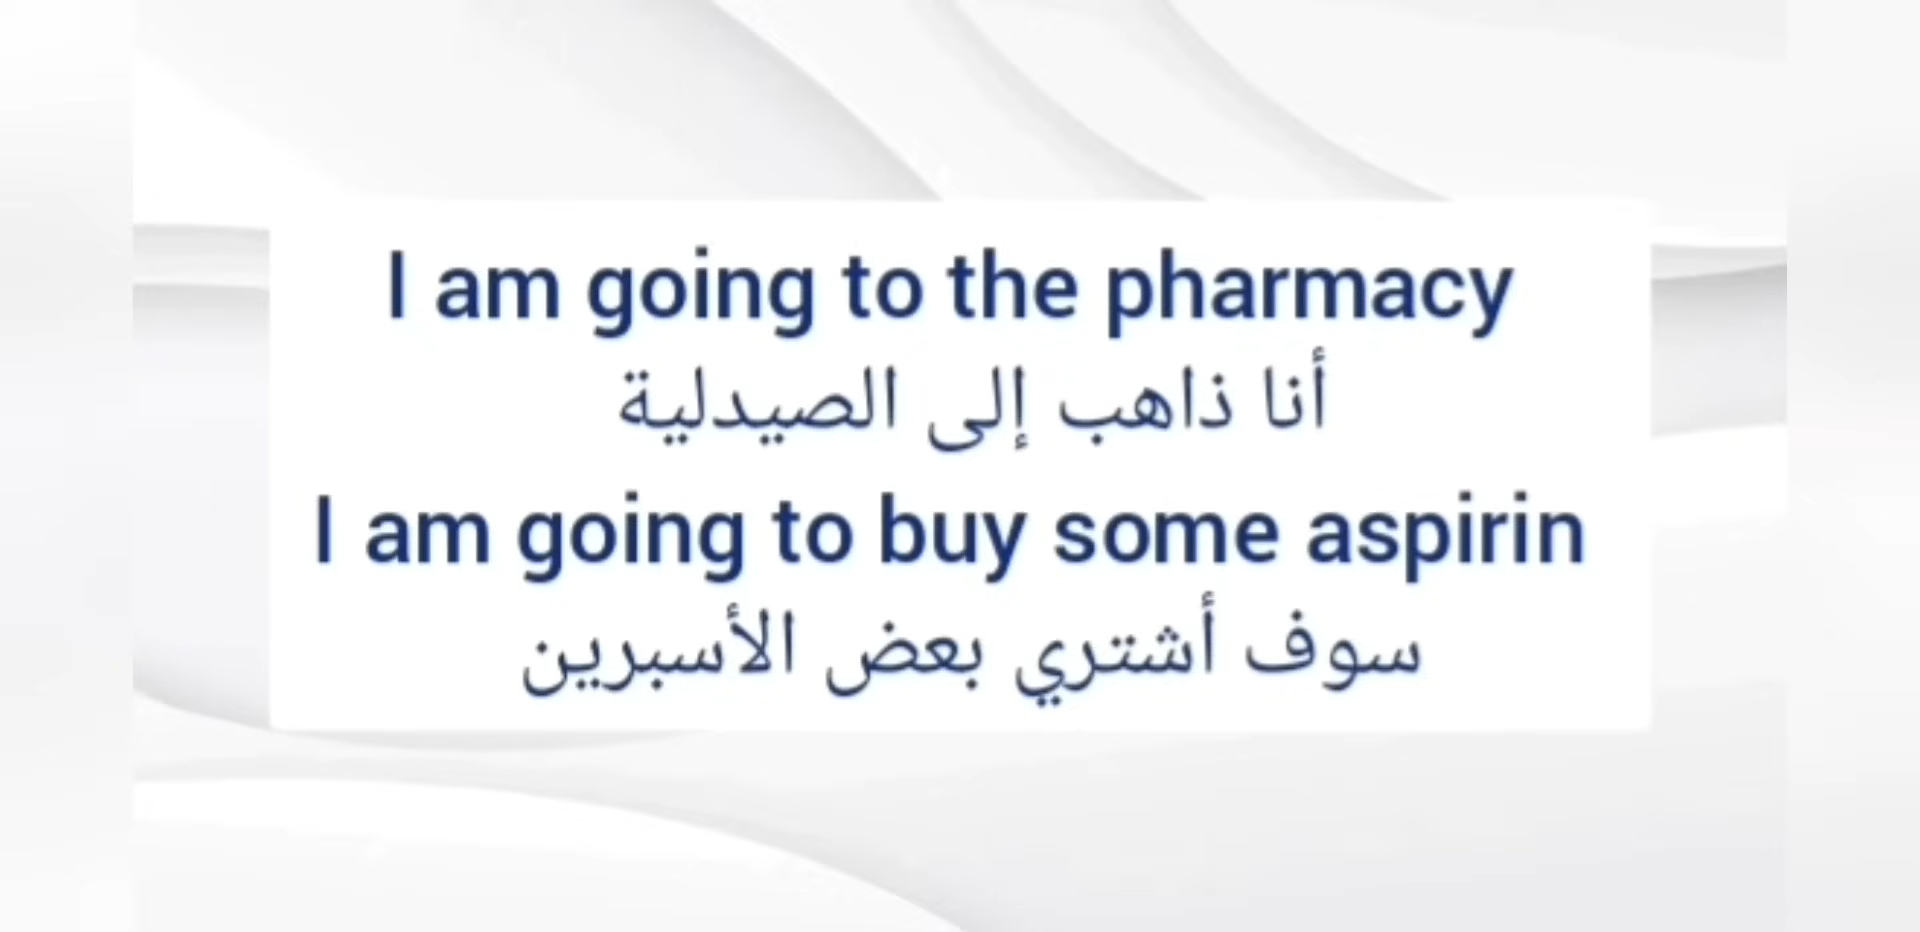 I am going to the pharmacy
أنا ذاهب إلى الصيدلية
I am going to buy some aspirin
سوف أشتري بعض الأسبرين